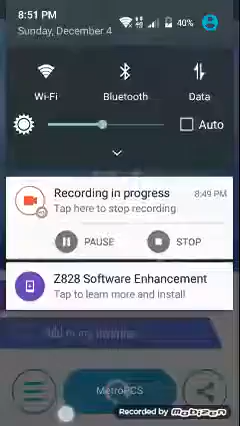 8:51 PM
40%
Sunday, December 4
Wi-Fi
Bluetooth
Data
Auto
Recording in progress
8:49 PM
Tap here to stop recording
PAUSE
STOP
Z828 Software Enhancement
Tap to learn more and install
MetroPCS
Recorded by MOBIZEN